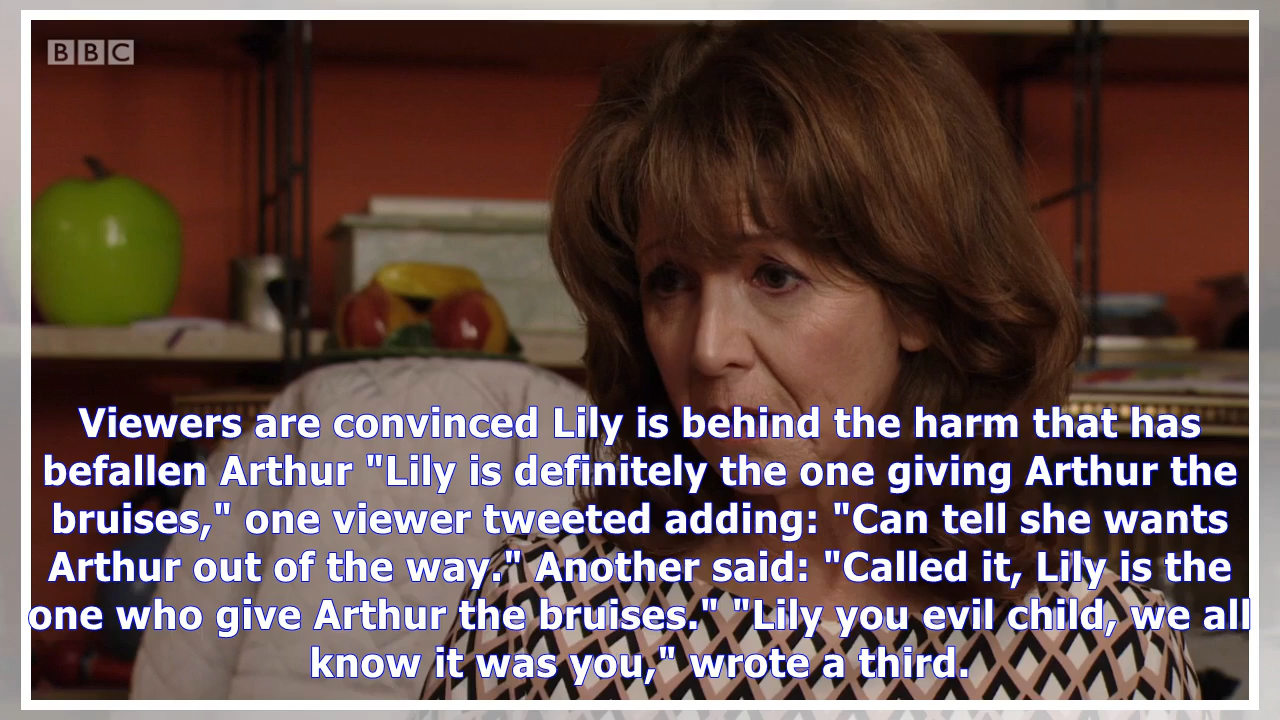 BBC
Viewers are convinced Lily is behind the harm that has
befallen Arthur "Lily is definitely the one giving Arthur the
bruises," one viewer tweeted adding: "Can tell she wants
Arthur out of the way." Another said: "Called it, Lily is the
one who give Arthur the bruises." "Lily you evil child, we all
know it was you," wrote a third.